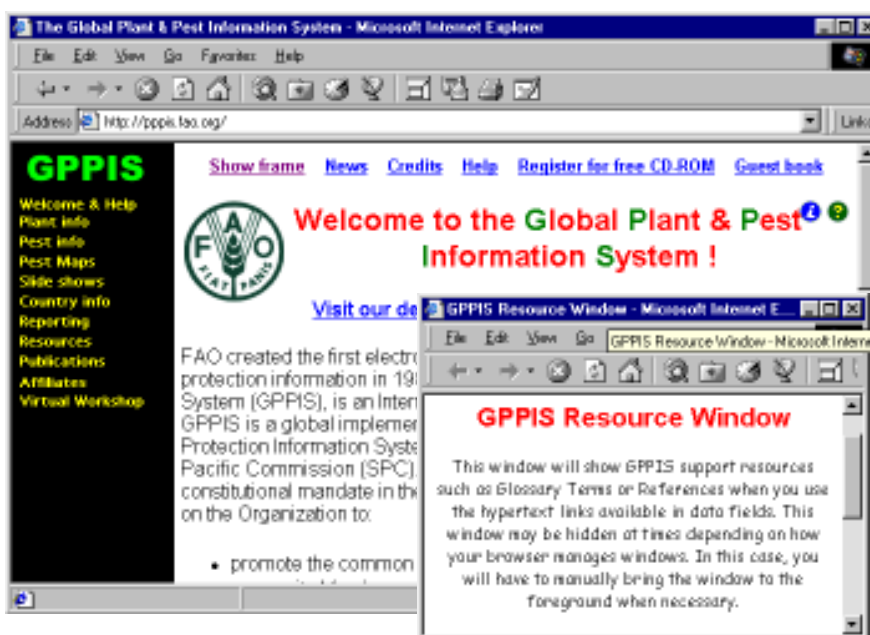 The Global Plant & Pest Information System - Microsoft Internet Explorer
File Edit View Go Favorites Help
Address http://pppis.fao.org/ Links
GPPIS
Welcome & Help
Plant info
Pest info
Pest Maps
Slide shows
Country info
Reporting
Resources
Publications
Affiliates
Virtual Workshop
Show frame News Credits Help Register for free CD-ROM Guest book
FAO
FIAT PANIS
Welcome to the Global Plant & Pest
Information System !
Visit our de
FAO created the first electro
protection information in 19
System (GPPIS), is an Inter
GPPIS is a global implemer
Protection Information Syste
Pacific Commission (SPC).
constitutional mandate in the
on the Organization to:
• promote the common
GPPIS Resource Window - Microsoft Internet E...
File Edit View Go
GPPIS Resource Window - Microsoft Interne
GPPIS Resource Window
This window will show GPPIS support resources
such as Glossary Terms or References when you use
the hypertext links available in data fields. This
window may be hidden at times depending on how
your browser manages windows. In this case, you
will have to manually bring the window to the
foreground when necessary.